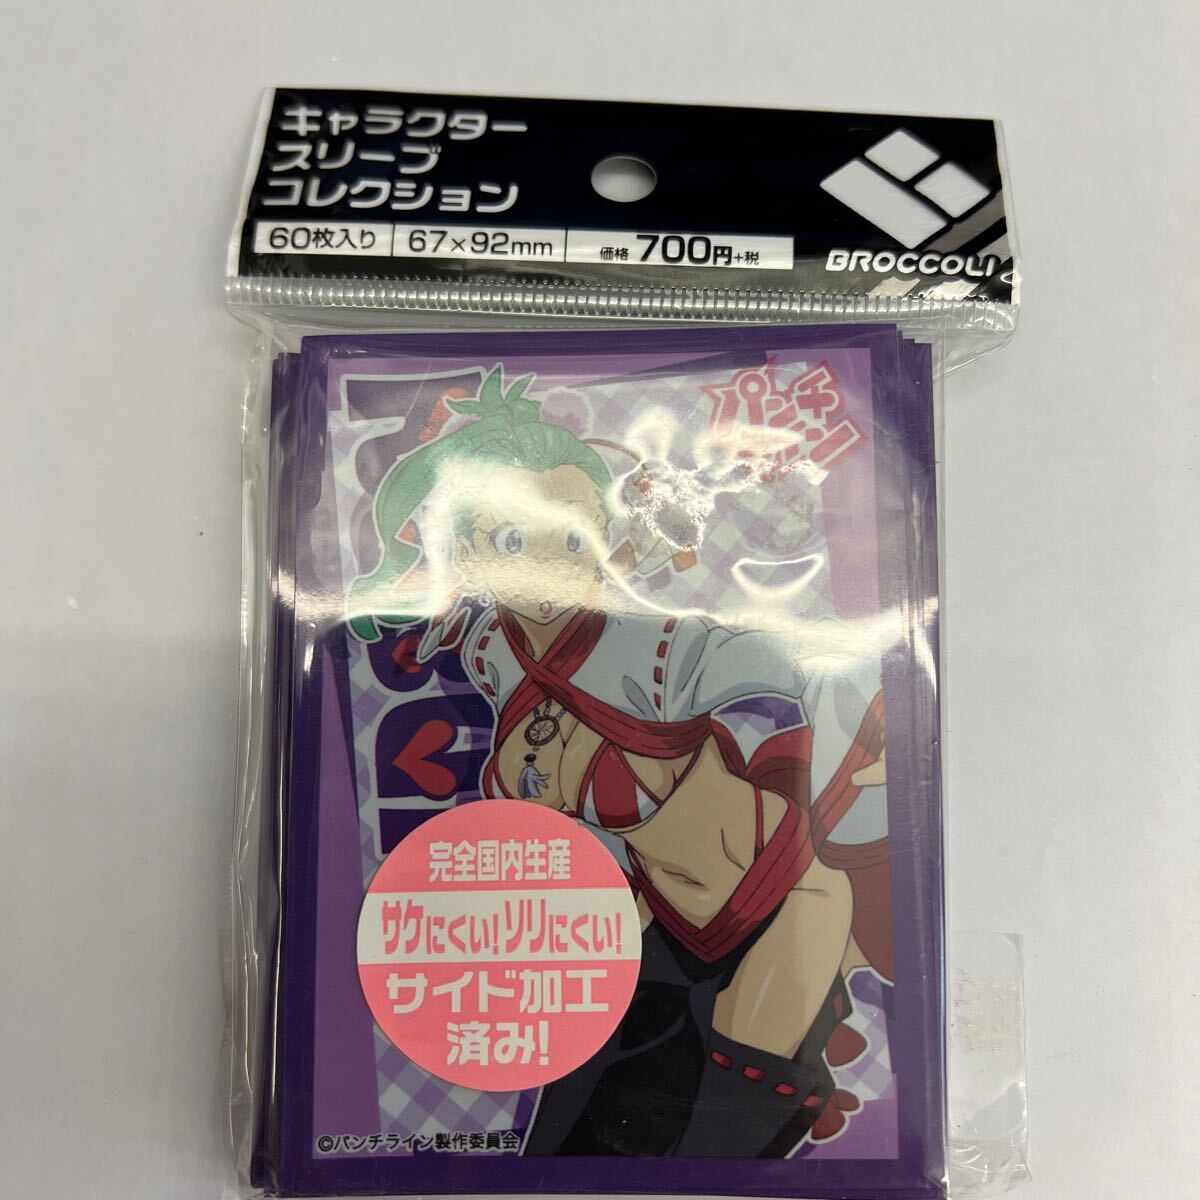 キャラクター
スリーブ
コレクション
60枚入り 67×92mm 価格 700円+税
BROCCOLI
パンチライン
完全国内生産
サケにくい!ソリにくい!
サイド加工
済み!
©パンチライン製作委員会